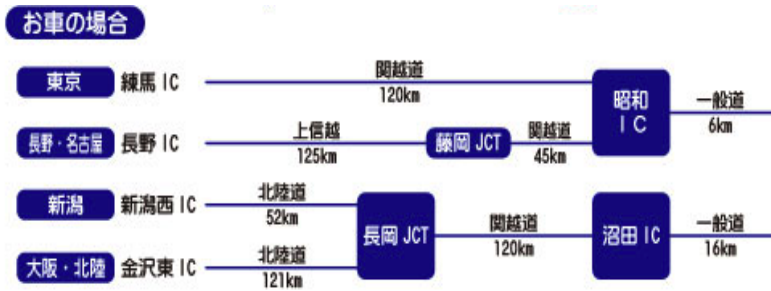 お車の場合
東京 練馬 IC 関越道 120km 昭和 IC 一般道 6km
長野・名古屋 長野 IC 上信越 125km 藤岡 JCT 関越道 45km
新潟 新潟西 IC 北陸道 52km 長岡 JCT 関越道 120km 沼田 IC 一般道 16km
大阪・北陸 金沢東 IC 北陸道 121km